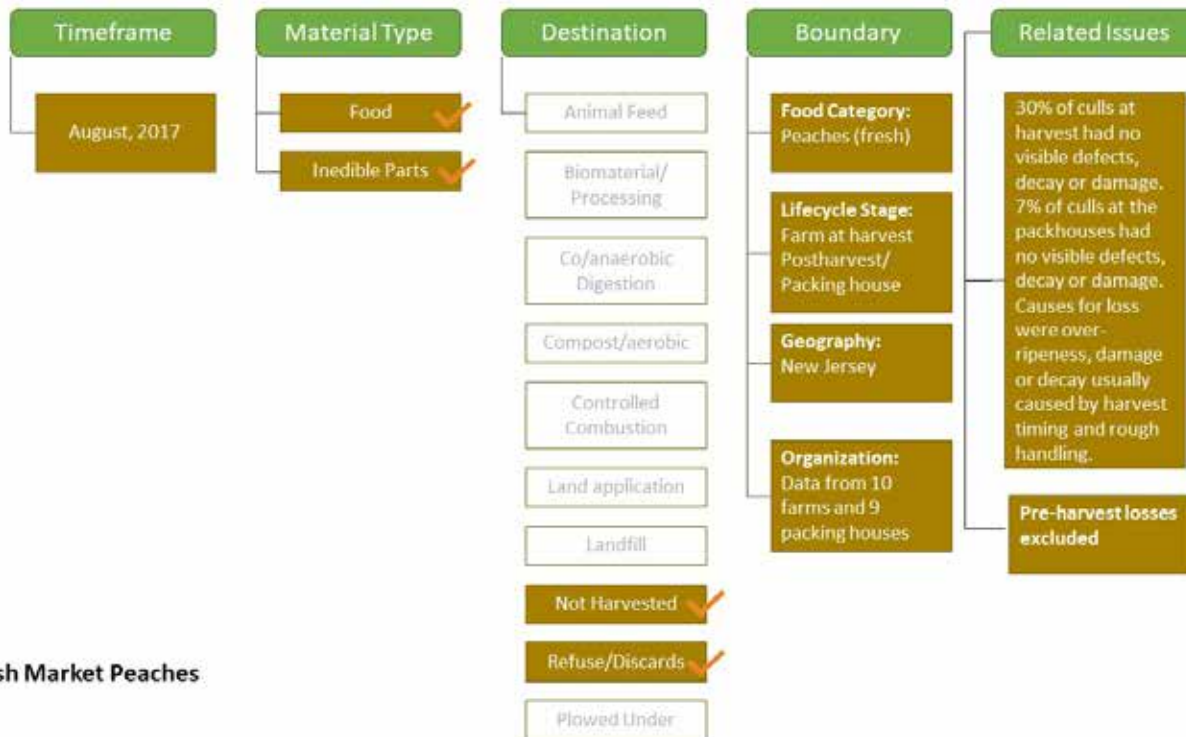 Timeframe
August, 2017
Material Type
Food
Inedible Parts
Destination
Animal Feed
Biomaterial/
Processing
Co/anaerobic
Digestion
Compost/aerobic
Controlled
Combustion
Land application
Landfill
Not Harvested
Refuse/Discards
Plowed Under
Boundary
Food Category:
Peaches (fresh)
Lifecycle Stage:
Farm at harvest
Postharvest/
Packing house
Geography:
New Jersey
Organization:
Data from 10
farms and 9
packing houses
Related Issues
30% of culls at
harvest had no
visible defects,
decay or damage.
7% of culls at the
packhouses had
no visible defects,
decay or damage.
Causes for loss
were over-
ripeness, damage
or decay usually
caused by harvest
timing and rough
handling.
Pre-harvest losses
excluded
sh Market Peaches